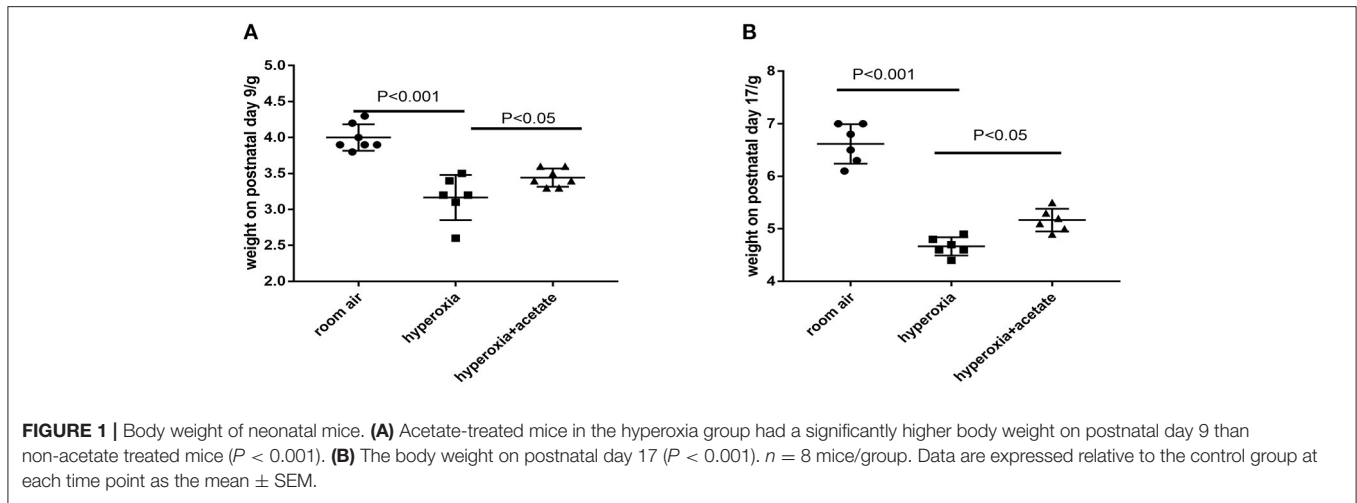 A
weight on postnatal day 9/g
5.0
4.5
4.0
3.5
3.0
2.5
2.0
P<0.001
P<0.05
room air
hyperoxia
hyperoxia+acetate
B
weight on postnatal day 17/g
8
7
6
5
4
P<0.001
P<0.05
room air
hyperoxia
hyperoxia+acetate
FIGURE 1 | Body weight of neonatal mice. (A) Acetate-treated mice in the hyperoxia group had a significantly higher body weight on postnatal day 9 than
non-acetate treated mice (P < 0.001). (B) The body weight on postnatal day 17 (P < 0.001). n = 8 mice/group. Data are expressed relative to the control group at
each time point as the mean ± SEM.